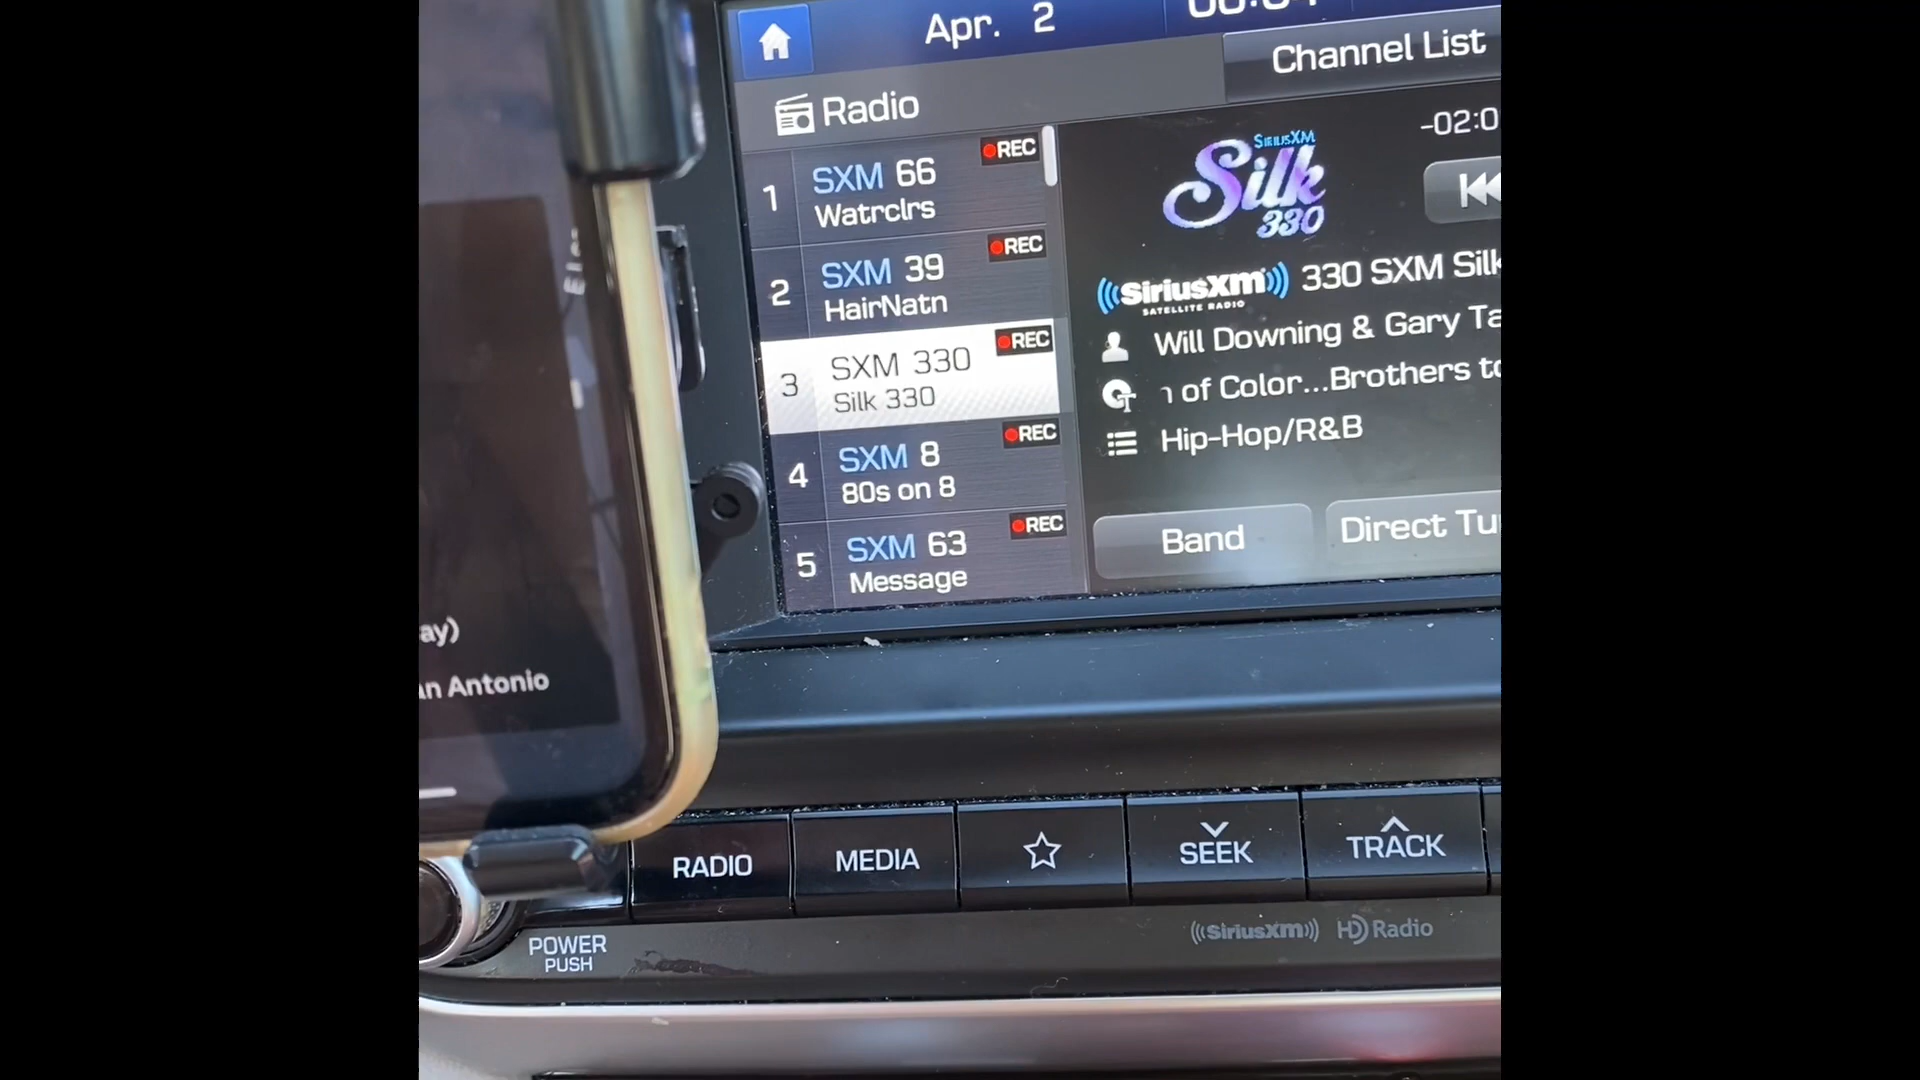 Apr. 2
Channel List
Radio
1 SXM 66 REC
Watrclrs
2 SXM 39 REC
HairNatn
3 SXM 330 REC
Silk 330
4 SXM 8 REC
80s on 8
5 SXM 63 REC
Message
SIRIUSXM
Silk
330
-02:0
SiriusXM 330 SXM Silk
SATELLITE RADIO
Will Downing & Gary Ta
of Color...Brothers to
Hip-Hop/R&B
Band
Direct Tu
ay)
an Antonio
RADIO
MEDIA
SEEK
TRACK
POWER
PUSH
SiriusXM
HD Radio